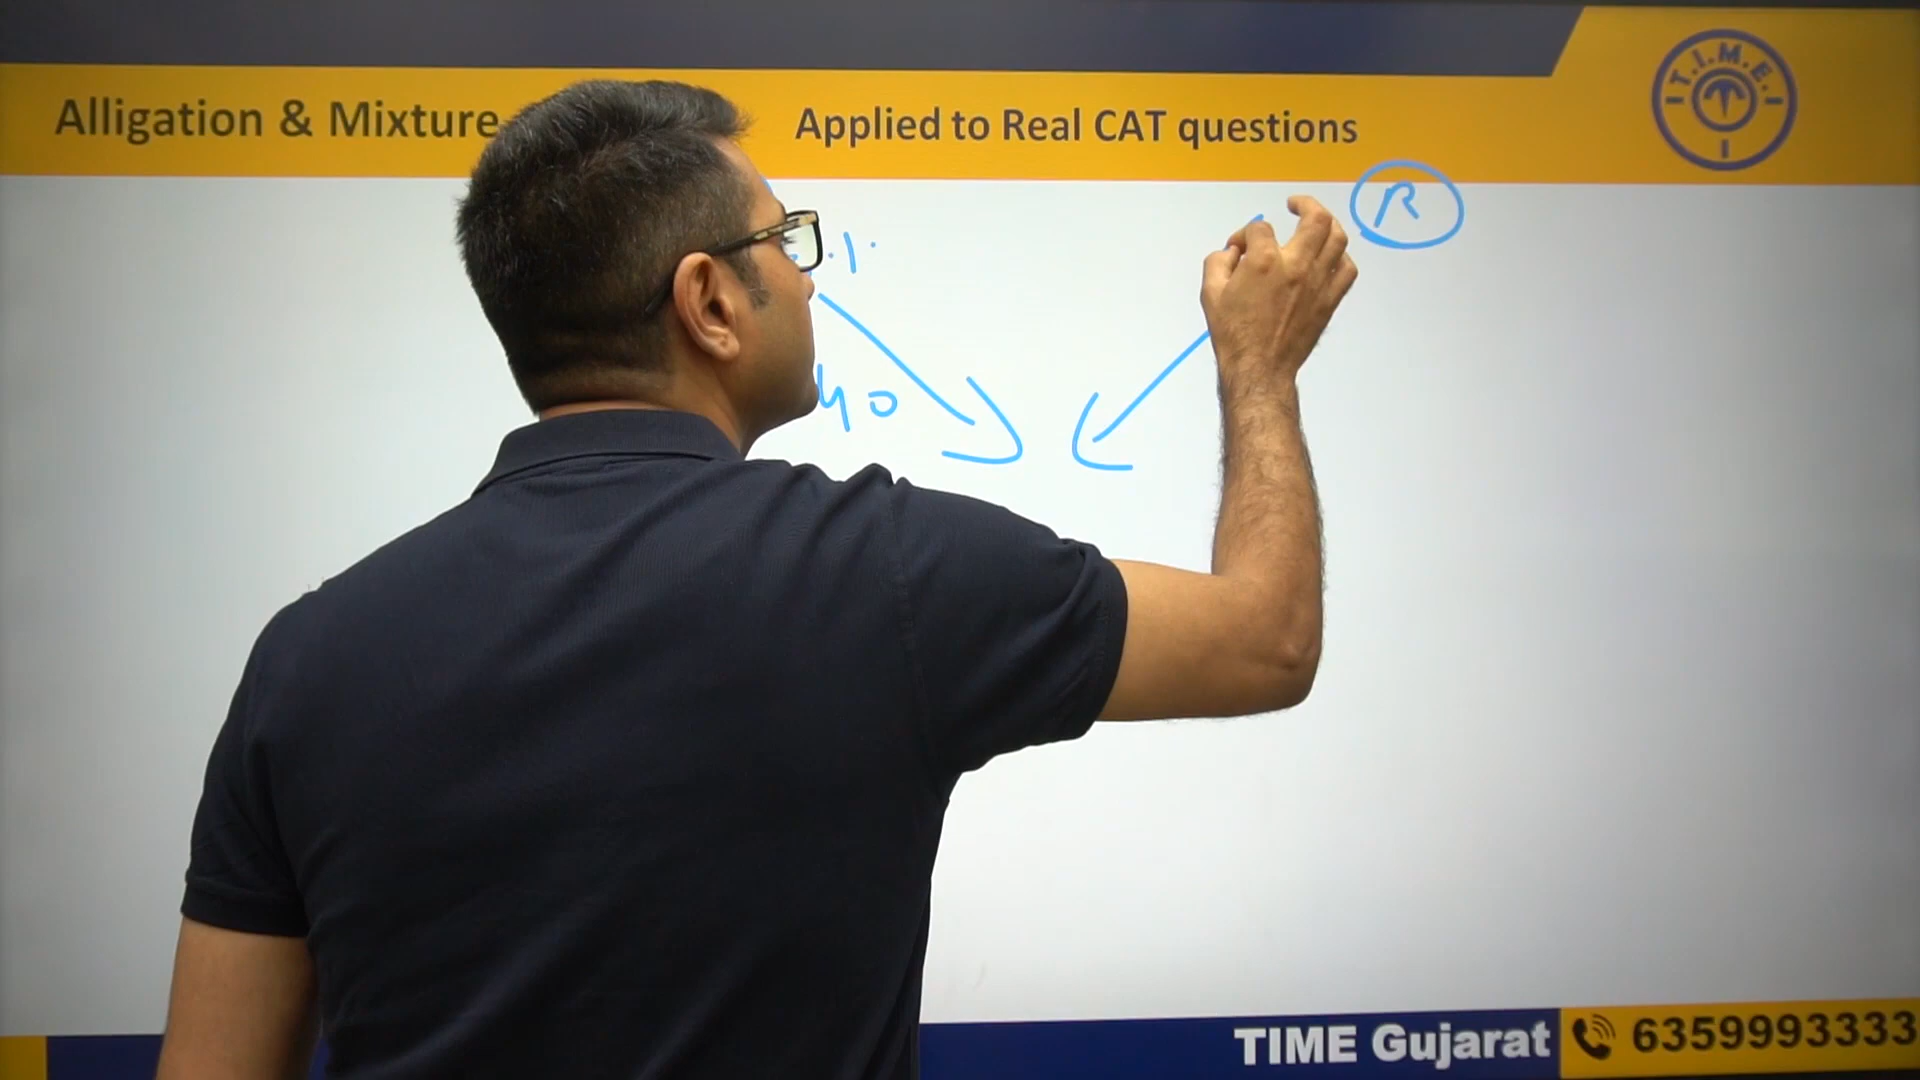 Alligation & Mixture
Applied to Real CAT questions
T.I.M.E.
R
40
TIME Gujarat
6359993333